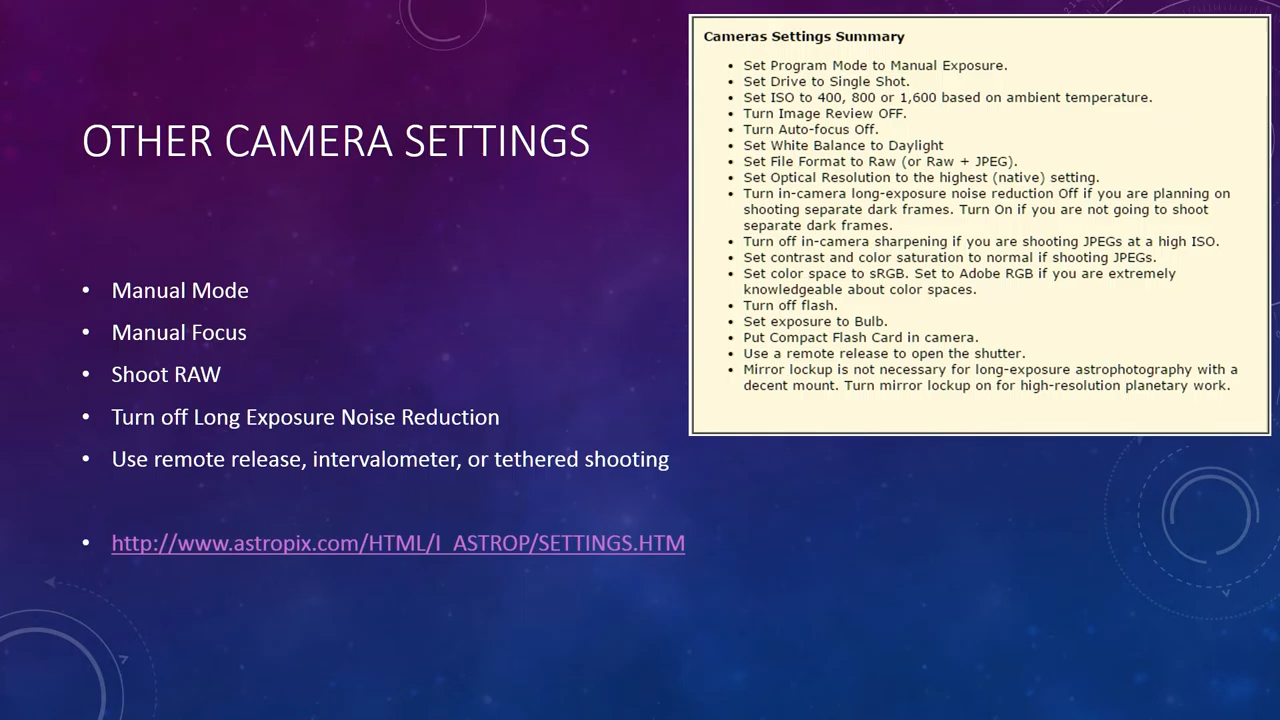 OTHER CAMERA SETTINGS
• Manual Mode
• Manual Focus
• Shoot RAW
• Turn off Long Exposure Noise Reduction
• Use remote release, intervalometer, or tethered shooting
• http://www.astropix.com/HTML/I_ASTROP/SETTINGS.HTM
Cameras Settings Summary
• Set Program Mode to Manual Exposure.
• Set Drive to Single Shot.
• Set ISO to 400, 800 or 1,600 based on ambient temperature.
• Turn Image Review OFF.
• Turn Auto-focus Off.
• Set White Balance to Daylight
• Set File Format to Raw (or Raw + JPEG).
• Set Optical Resolution to the highest (native) setting.
• Turn in-camera long-exposure noise reduction Off if you are planning on
shooting separate dark frames. Turn On if you are not going to shoot
separate dark frames.
• Turn off in-camera sharpening if you are shooting JPEGs at a high ISO.
• Set contrast and color saturation to normal if shooting JPEGs.
• Set color space to sRGB. Set to Adobe RGB if you are extremely
knowledgeable about color spaces.
• Turn off flash.
• Set exposure to Bulb.
• Put Compact Flash Card in camera.
• Use a remote release to open the shutter.
• Mirror lockup is not necessary for long-exposure astrophotography with a
decent mount. Turn mirror lockup on for high-resolution planetary work.